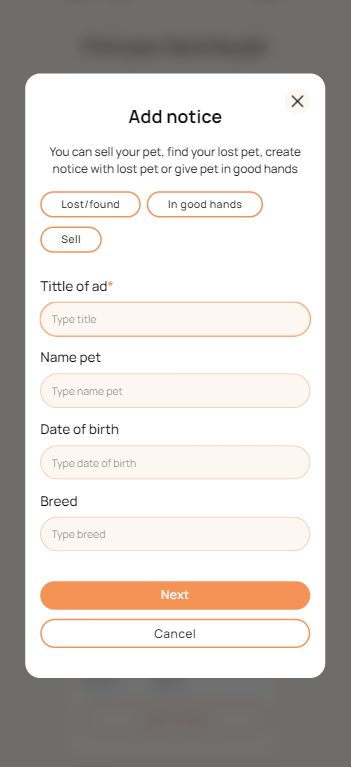 Add notice
You can sell your pet, find your lost pet, create
notice with lost pet or give pet in good hands
Lost/found
In good hands
Sell
Tittle of ad*
Type title
Name pet
Type name pet
Date of birth
Type date of birth
Breed
Type breed
Next
Cancel